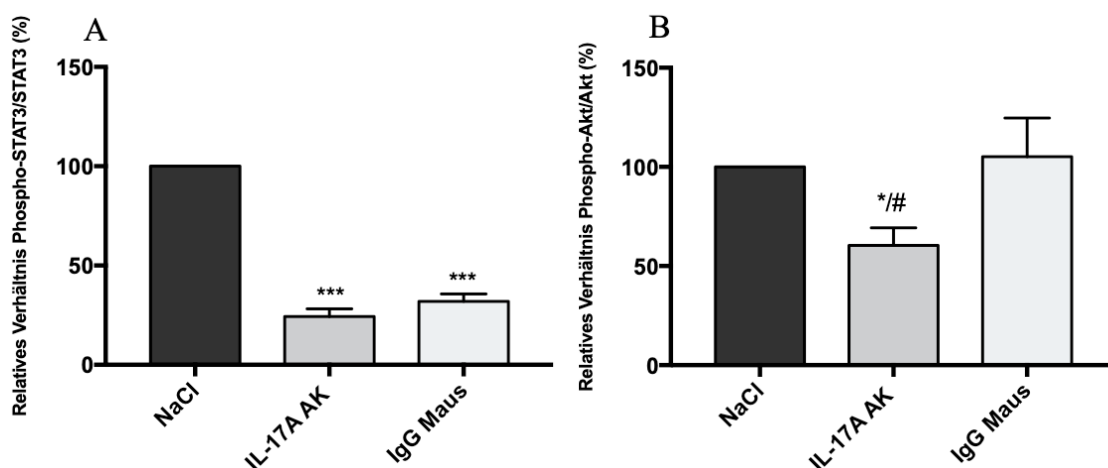 A
Relatives Verhältnis Phospho-STAT3/STAT3 (%)
150
100
50
0
***
***
NaCl
IL-17A AK
IgG Maus
B
Relatives Verhältnis Phospho-Akt/Akt (%)
150
100
50
0
*/#
NaCl
IL-17A AK
IgG Maus